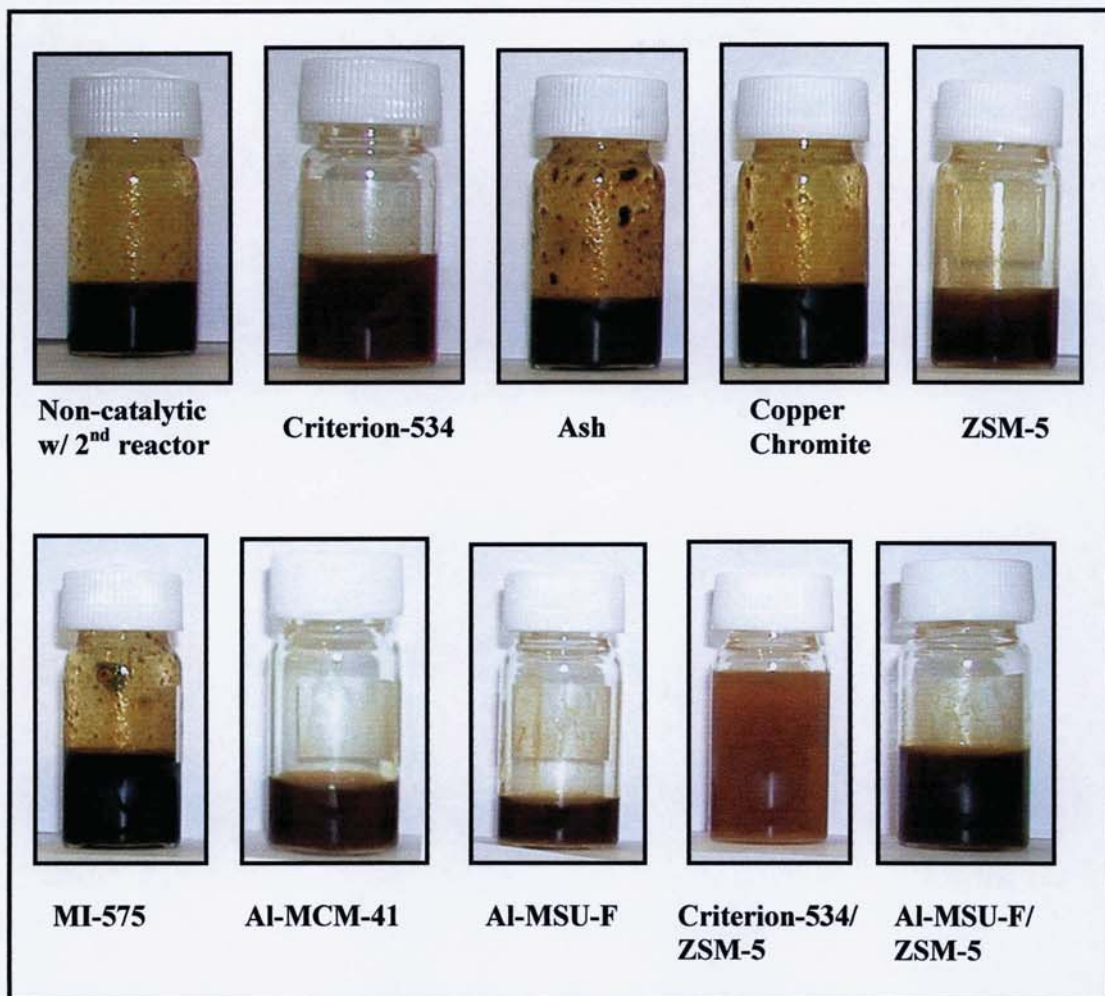 Non-catalytic
w/ 2nd reactor
Criterion-534
Ash
Copper
Chromite
ZSM-5
MI-575
Al-MCM-41
Al-MSU-F
Criterion-534/
ZSM-5
Al-MSU-F/
ZSM-5